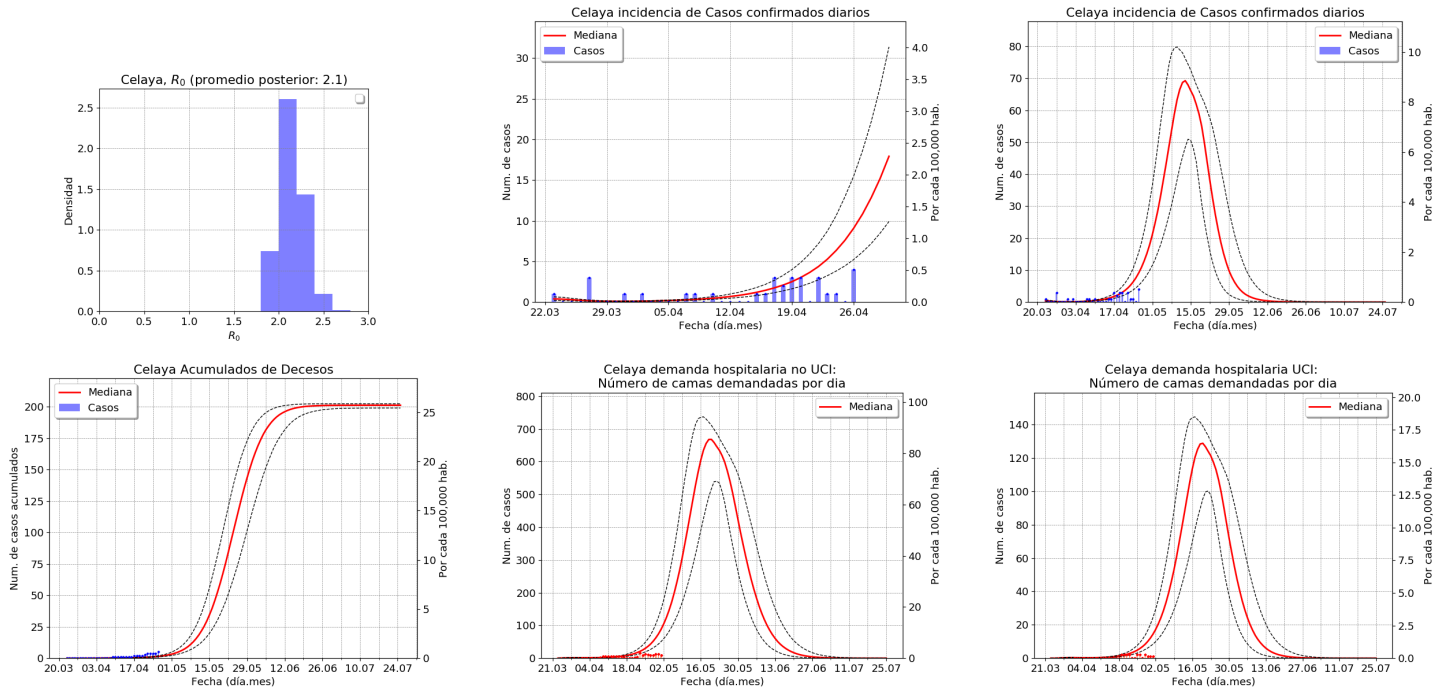 Celaya, R₀ (promedio posterior: 2.1)
Densidad
2.5
2.0
1.5
1.0
0.5
0.0
0.0 0.5 1.0 1.5 2.0 2.5 3.0
R₀
Celaya incidencia de Casos confirmados diarios
Mediana
Casos
Num. de casos
30
25
20
15
10
5
0
4.0
3.5
3.0
2.5
2.0
1.5
1.0
0.5
0.0
Por cada 100,000 hab.
22.03 29.03 05.04 12.04 19.04 26.04
Fecha (día.mes)
Celaya incidencia de Casos confirmados diarios
Mediana
Casos
Num. de casos
80
70
60
50
40
30
20
10
0
10
8
6
4
2
0
Por cada 100,000 hab.
20.03 03.04 17.04 01.05 15.05 29.05 12.06 26.06 10.07 24.07
Fecha (día.mes)
Celaya Acumulados de Decesos
Mediana
Casos
Num. de casos acumulados
200
175
150
125
100
75
50
25
0
25
20
15
10
5
0
Por cada 100,000 hab.
20.03 03.04 17.04 01.05 15.05 29.05 12.06 26.06 10.07 24.07
Fecha (día.mes)
Celaya demanda hospitalaria no UCI:
Número de camas demandadas por dia
Mediana
Num. de casos
800
700
600
500
400
300
200
100
0
100
80
60
40
20
0
Por cada 100,000 hab.
21.03 04.04 18.04 02.05 16.05 30.05 13.06 27.06 11.07 25.07
Fecha (día.mes)
Celaya demanda hospitalaria UCI:
Número de camas demandadas por dia
Mediana
Num. de casos
140
120
100
80
60
40
20
0
20.0
17.5
15.0
12.5
10.0
7.5
5.0
2.5
0.0
Por cada 100,000 hab.
21.03 04.04 18.04 02.05 16.05 30.05 13.06 27.06 11.07 25.07
Fecha (día.mes)